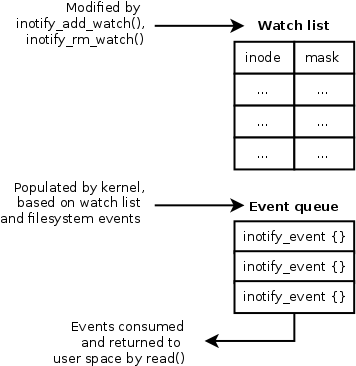 Modified by
inotify_add_watch(),
inotify_rm_watch()
Watch list
inode mask
... ...
... ...
... ...
Populated by kernel,
based on watch list
and filesystem events
Event queue
inotify_event {}
inotify_event {}
inotify_event {}
Events consumed
and returned to
user space by read()